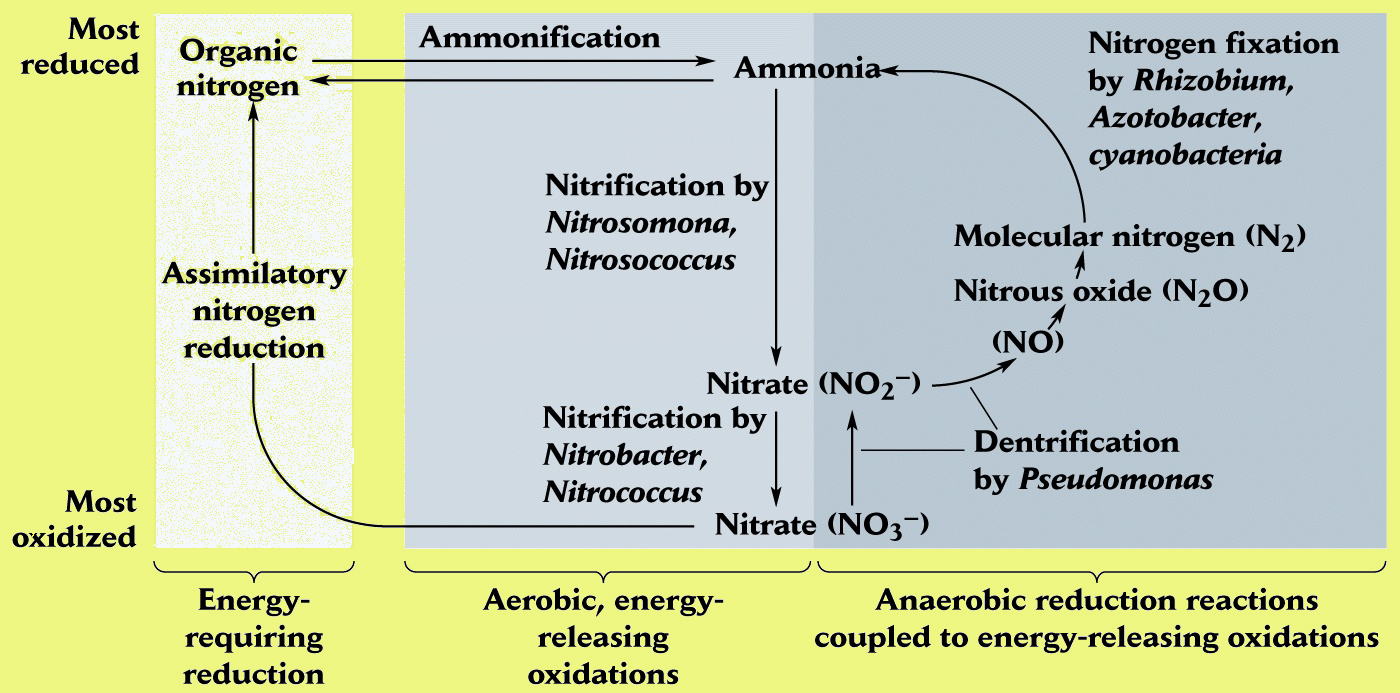 Most
reduced
Organic
nitrogen
Ammonification
Ammonia
Nitrogen fixation
by Rhizobium,
Azotobacter,
cyanobacteria
Nitrification by
Nitrosomona,
Nitrosococcus
Molecular nitrogen (N₂)
Nitrous oxide (N₂O)
(NO)
Assimilatory
nitrogen
reduction
Nitrate (NO₂⁻)
Nitrification by
Nitrobacter,
Nitrococcus
Dentrification
by Pseudomonas
Most
oxidized
Nitrate (NO₃⁻)
Energy-
requiring
reduction
Aerobic, energy-
releasing
oxidations
Anaerobic reduction reactions
coupled to energy-releasing oxidations